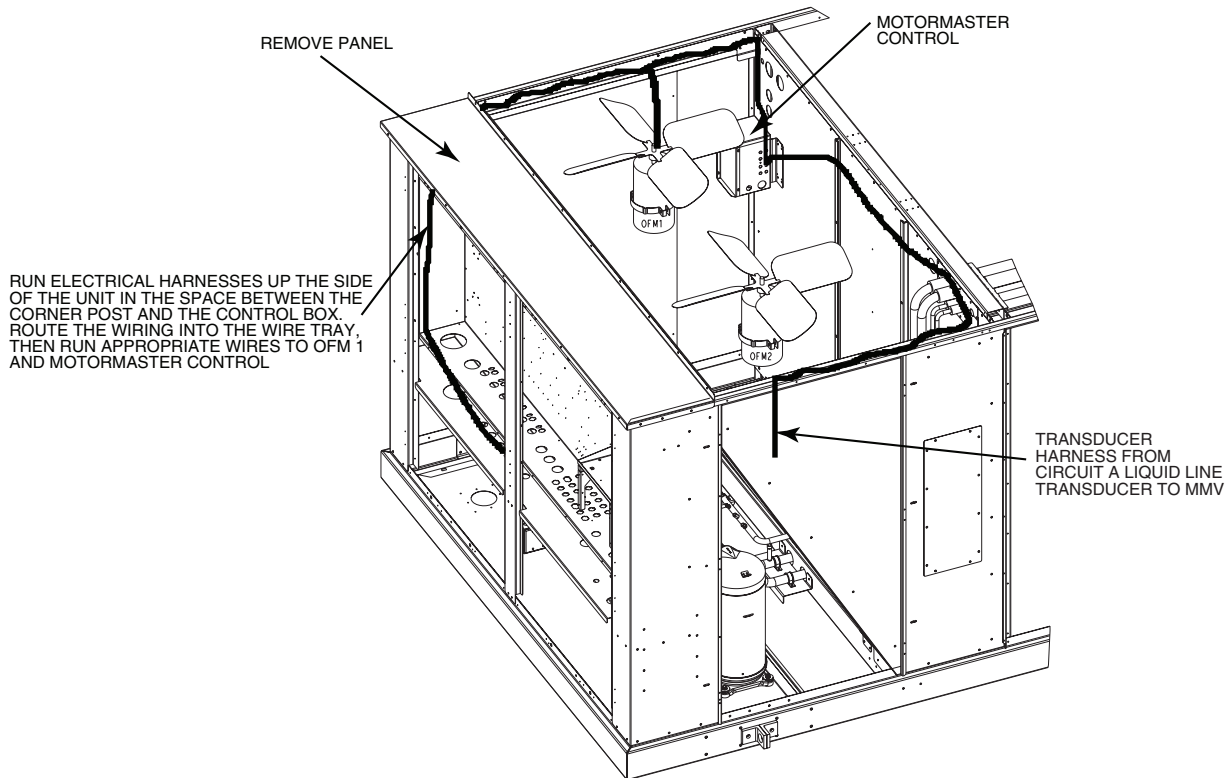 REMOVE PANEL
MOTORMASTER
CONTROL
OFM1
RUN ELECTRICAL HARNESSES UP THE SIDE
OF THE UNIT IN THE SPACE BETWEEN THE
CORNER POST AND THE CONTROL BOX.
ROUTE THE WIRING INTO THE WIRE TRAY,
THEN RUN APPROPRIATE WIRES TO OFM 1
AND MOTORMASTER CONTROL
OFM2
TRANSDUCER
HARNESS FROM
CIRCUIT A LIQUID LINE
TRANSDUCER TO MMV